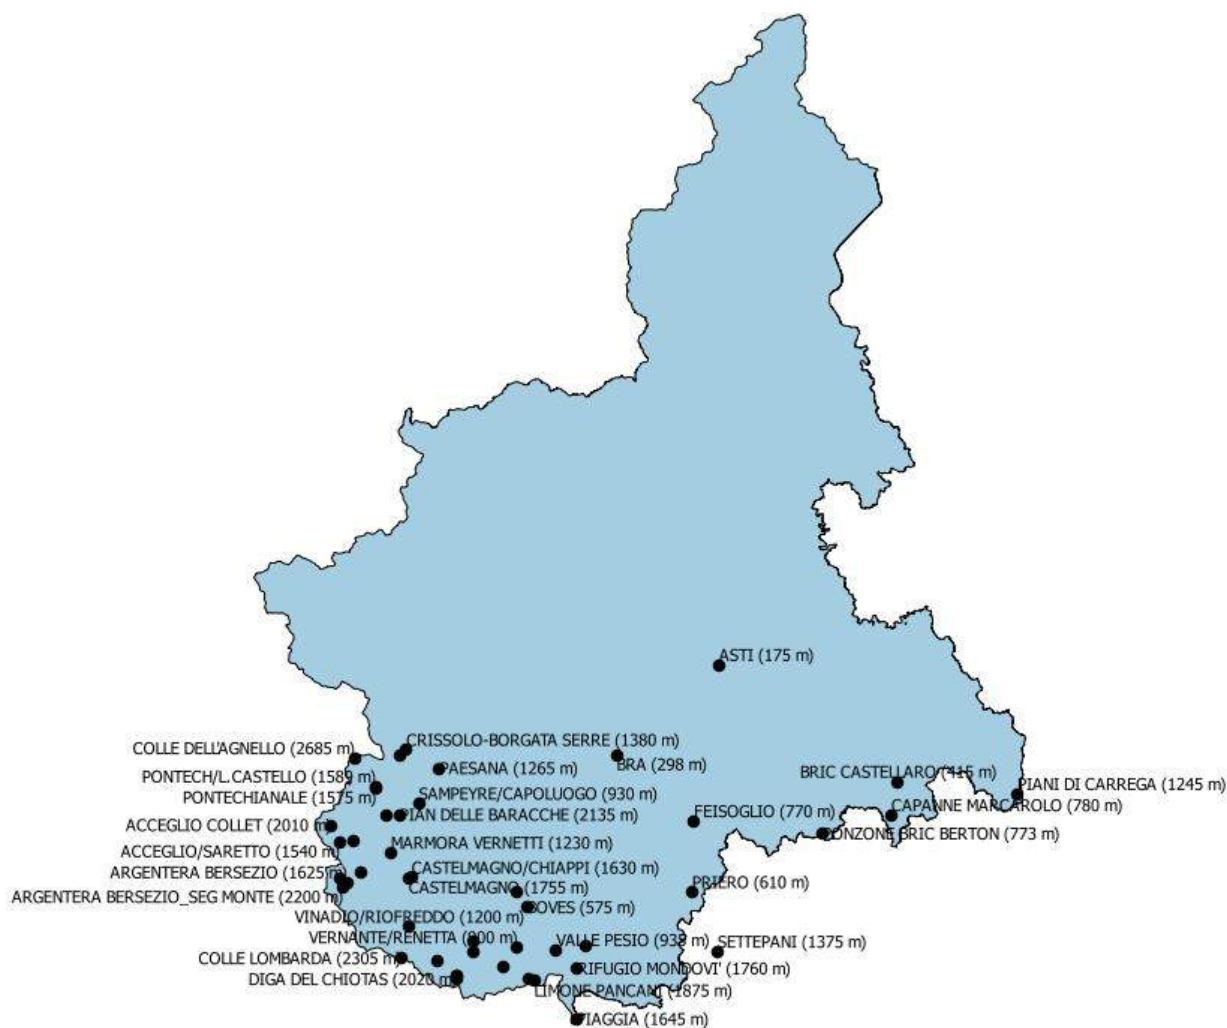 ASTI (175 m)
CRISSOLO-BORGATA SERRE (1380 m)
COLLE DELL'AGNELLO (2685 m)
BRA (298 m)
PAESANA (1265 m)
BRIC CASTELLARO (415 m)
PONTECH/L.CASTELLO (1589 m)
PIANI DI CARREGA (1245 m)
PONTECHIANALE (1575 m)
SAMPEYRE/CAPOLUOGO (930 m)
CAPANNE MARCAROLO (780 m)
PIAN DELLE BARACCHE (2135 m)
FEISOGLIO (770 m)
ACCEGLIO COLLET (2010 m)
PONZONE BRIC BERTON (773 m)
MARMORA VERNETTI (1230 m)
ACCEGLIO/SARETTO (1540 m)
CASTELMAGNO/CHIAPPI (1630 m)
ARGENTERA BERSEZIO (1625 m)
PRIERO (610 m)
CASTELMAGNO (1755 m)
ARGENTERA BERSEZIO_SEG MONTE (2200 m)
BOVES (575 m)
VINADIO/RIOFREDDO (1200 m)
VERNANTE/RENETTA (800 m)
VALLE PESIO (935 m)
SETTEPANI (1375 m)
COLLE LOMBARDA (2305 m)
RIFUGIO MONDOVI' (1760 m)
DIGA DEL CHIOTAS (2020 m)
LIMONE PANCANI (1875 m)
VIAGGIA (1645 m)